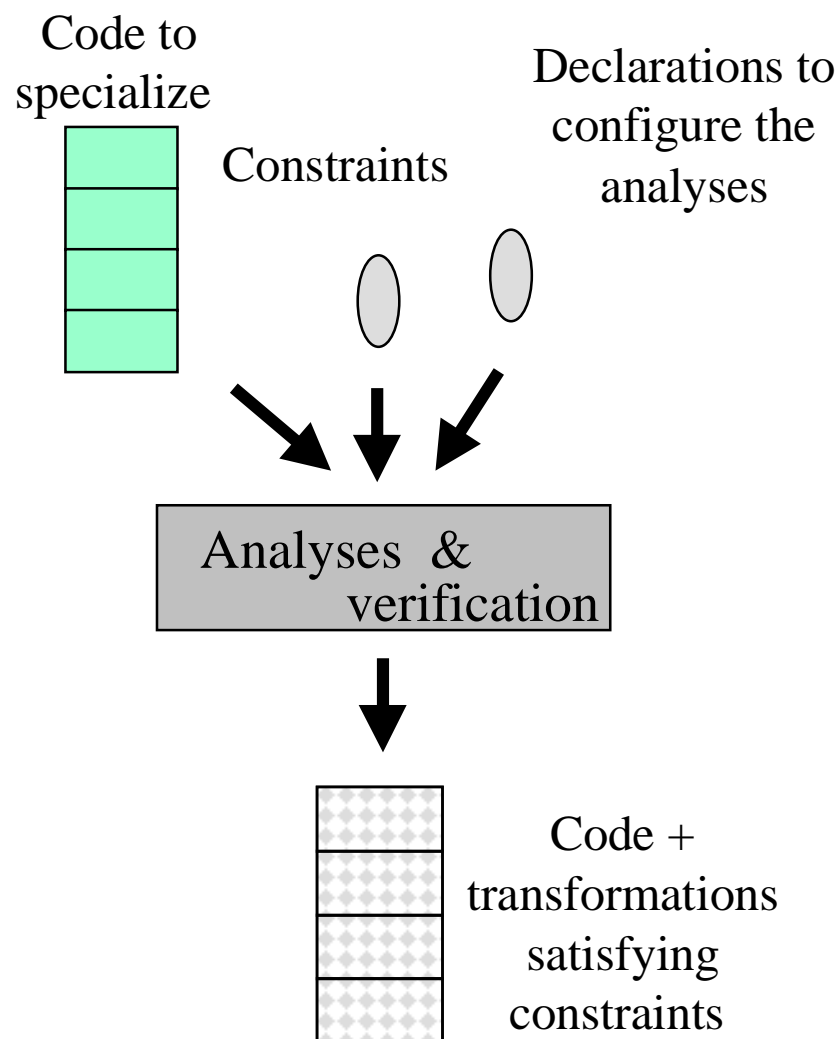 Code to
specialize
Constraints
Declarations to
configure the
analyses
Analyses &
verification
Code +
transformations
satisfying
constraints